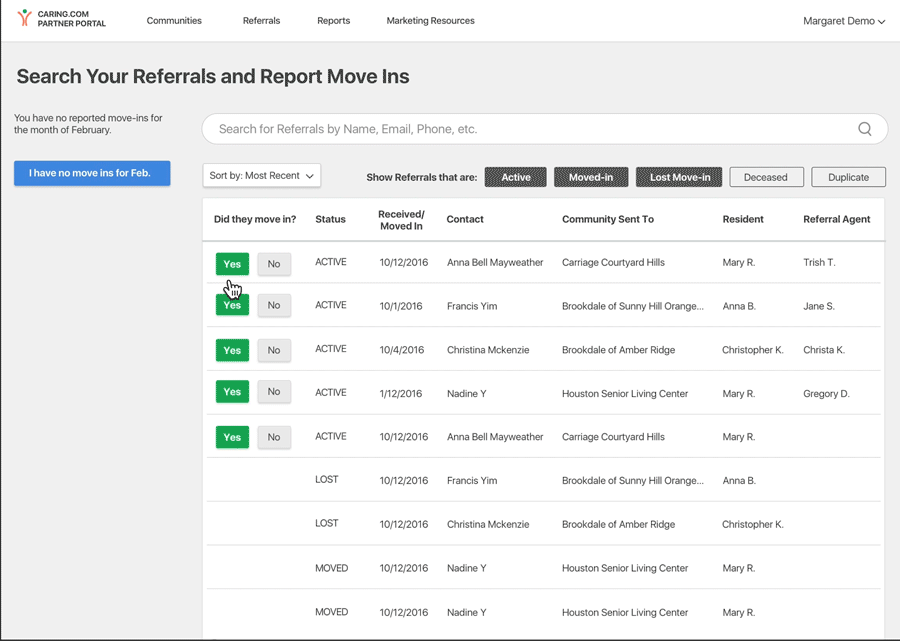 CARING.COM
PARTNER PORTAL
Communities Referrals Reports Marketing Resources Margaret Demo
Search Your Referrals and Report Move Ins
You have no reported move-ins for
the month of February.
Search for Referrals by Name, Email, Phone, etc.
I have no move ins for Feb.
Sort by: Most Recent Show Referrals that are: Active Moved-in Lost Move-in Deceased Duplicate
Did they move in? Status Received/ Contact Community Sent To Resident Referral Agent
Moved In
Yes No ACTIVE 10/12/2016 Anna Bell Mayweather Carriage Courtyard Hills Mary R. Trish T.
Yes No ACTIVE 10/1/2016 Francis Yim Brookdale of Sunny Hill Orange... Anna B. Jane S.
Yes No ACTIVE 10/4/2016 Christina Mckenzie Brookdale of Amber Ridge Christopher K. Christa K.
Yes No ACTIVE 1/12/2016 Nadine Y Houston Senior Living Center Mary R. Gregory D.
Yes No ACTIVE 10/12/2016 Anna Bell Mayweather Carriage Courtyard Hills Mary R.
LOST 10/12/2016 Francis Yim Brookdale of Sunny Hill Orange... Anna B.
LOST 10/12/2016 Christina Mckenzie Brookdale of Amber Ridge Christopher K.
MOVED 10/12/2016 Nadine Y Houston Senior Living Center Mary R.
MOVED 10/12/2016 Nadine Y Houston Senior Living Center Mary R.